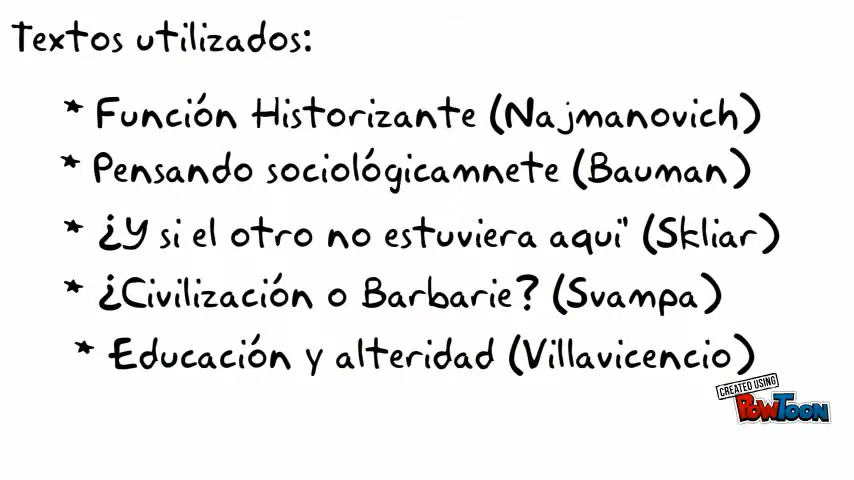 Textos utilizados:
* Función Historizante (Najmanovich)
* Pensando sociológicamnete (Bauman)
* ¿Y si el otro no estuviera aqui" (Skliar)
* ¿Civilización o Barbarie? (Svampa)
* Educación y alteridad (Villavicencio)
CREATED USING
POWTOON